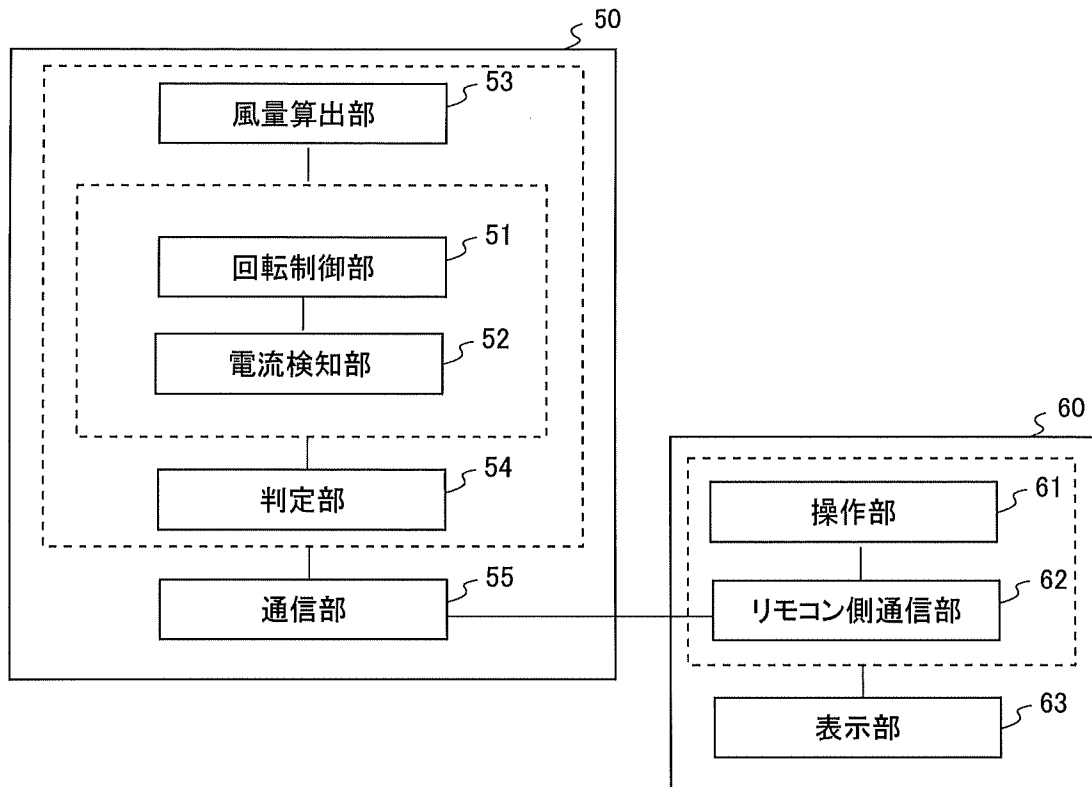 50
53
風量算出部
51
回転制御部
52
電流検知部
54
判定部
55
通信部
60
61
操作部
62
リモコン側通信部
63
表示部